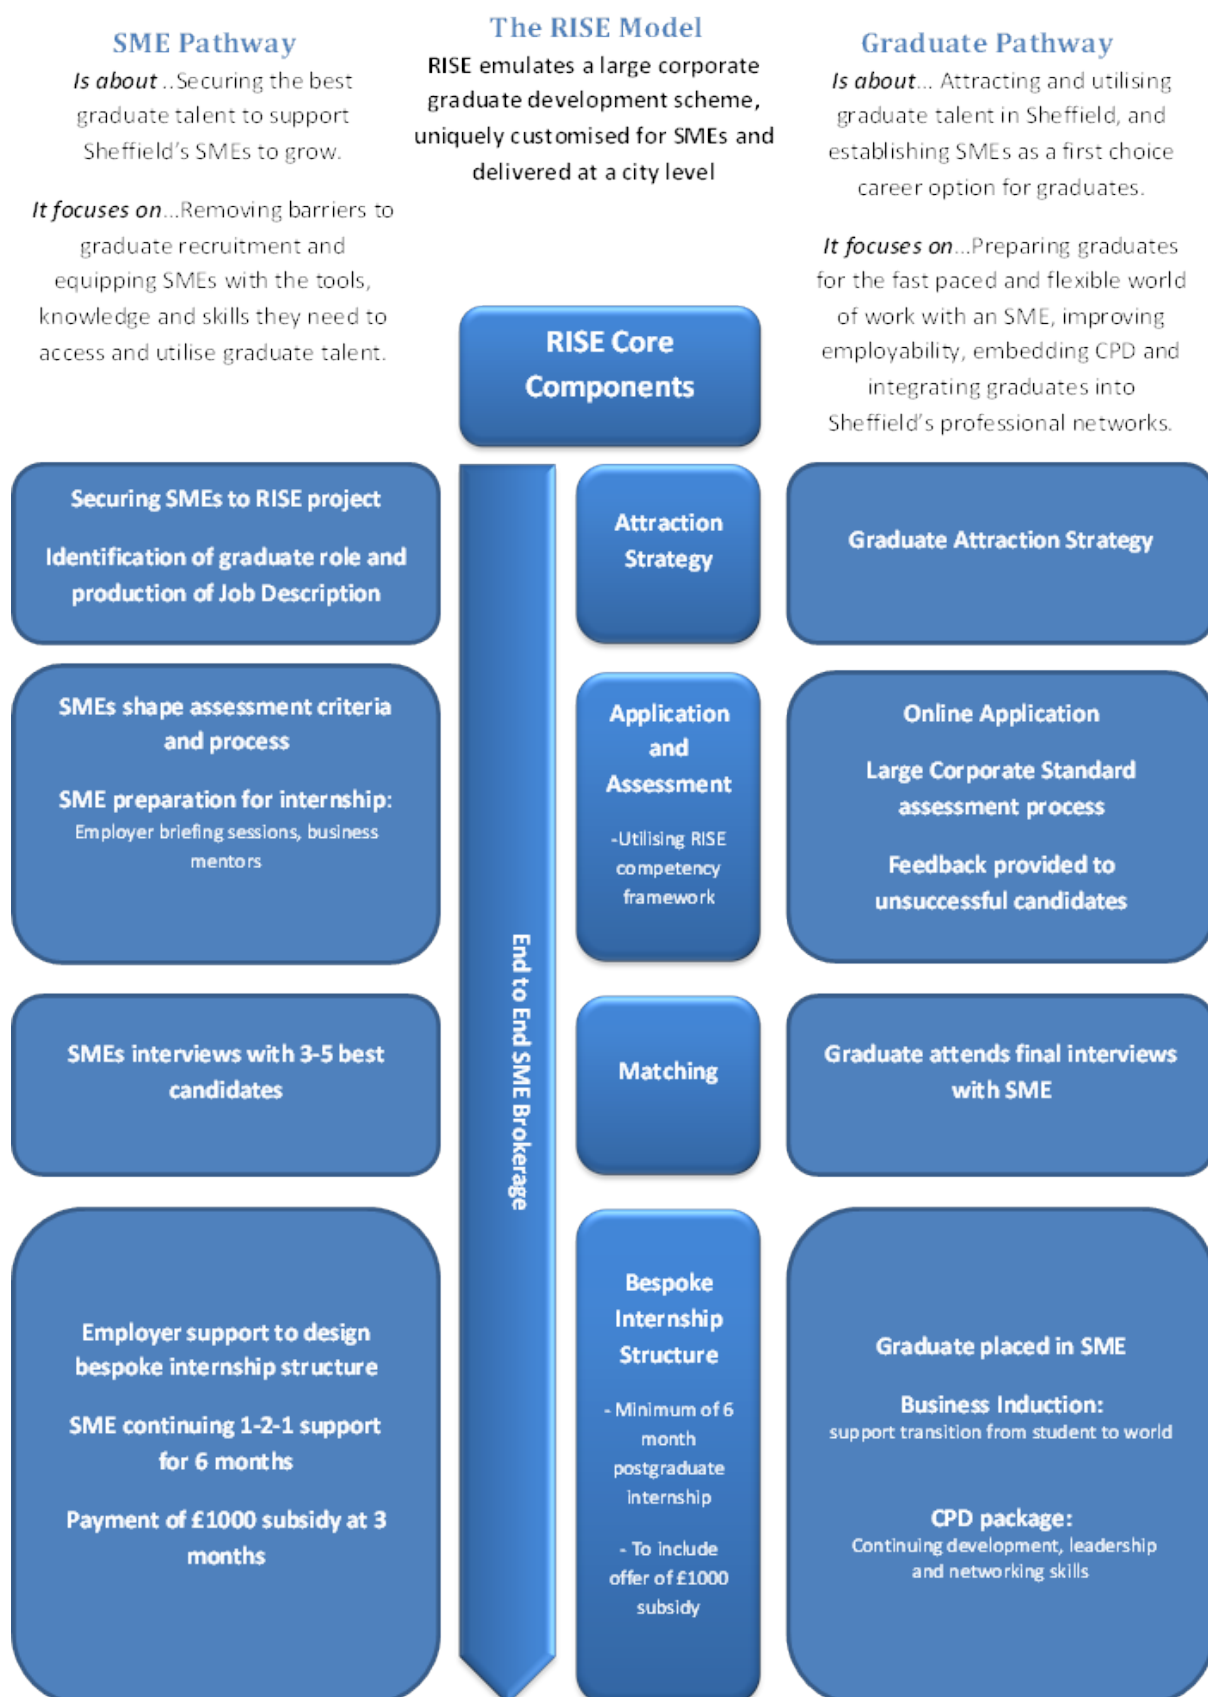 SME Pathway
Is about ..Securing the best
graduate talent to support
Sheffield's SMEs to grow.
It focuses on...Removing barriers to
graduate recruitment and
equipping SMEs with the tools,
knowledge and skills they need to
access and utilise graduate talent.
The RISE Model
RISE emulates a large corporate
graduate development scheme,
uniquely customised for SMEs and
delivered at a city level
Graduate Pathway
Is about... Attracting and utilising
graduate talent in Sheffield, and
establishing SMEs as a first choice
career option for graduates.
It focuses on...Preparing graduates
for the fast paced and flexible world
of work with an SME, improving
employability, embedding CPD and
integrating graduates into
Sheffield's professional networks.
RISE Core
Components
Securing SMEs to RISE project
Identification of graduate role and
production of Job Description
Attraction
Strategy
Graduate Attraction Strategy
SMEs shape assessment criteria
and process
SME preparation for internship:
Employer briefing sessions, business
mentors
Application
and
Assessment
-Utilising RISE
competency
framework
Online Application
Large Corporate Standard
assessment process
Feedback provided to
unsuccessful candidates
End to End SME Brokerage
SMEs interviews with 3-5 best
candidates
Matching
Graduate attends final interviews
with SME
Employer support to design
bespoke internship structure
SME continuing 1-2-1 support
for 6 months
Payment of £1000 subsidy at 3
months
Bespoke
Internship
Structure
- Minimum of 6
month
postgraduate
internship
- To include
offer of £1000
subsidy
Graduate placed in SME
Business Induction:
support transition from student to world
CPD package:
Continuing development, leadership
and networking skills